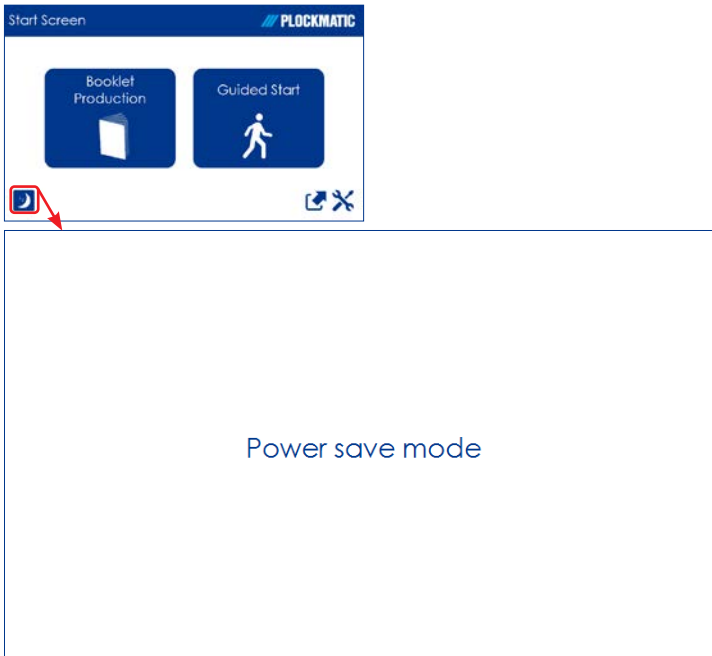 Start Screen
PLOCKMATIC
Booklet
Production
Guided Start
Power save mode